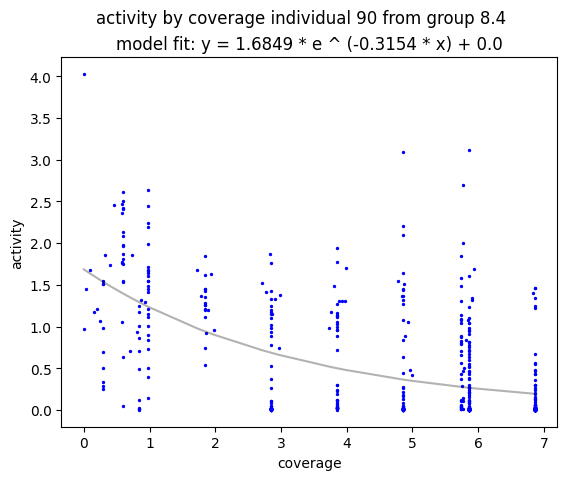 activity by coverage individual 90 from group 8.4
model fit: y = 1.6849 * e ^ (-0.3154 * x) + 0.0
4.0
3.5
3.0
2.5
2.0
1.5
1.0
0.5
0.0
activity
0 1 2 3 4 5 6 7
coverage